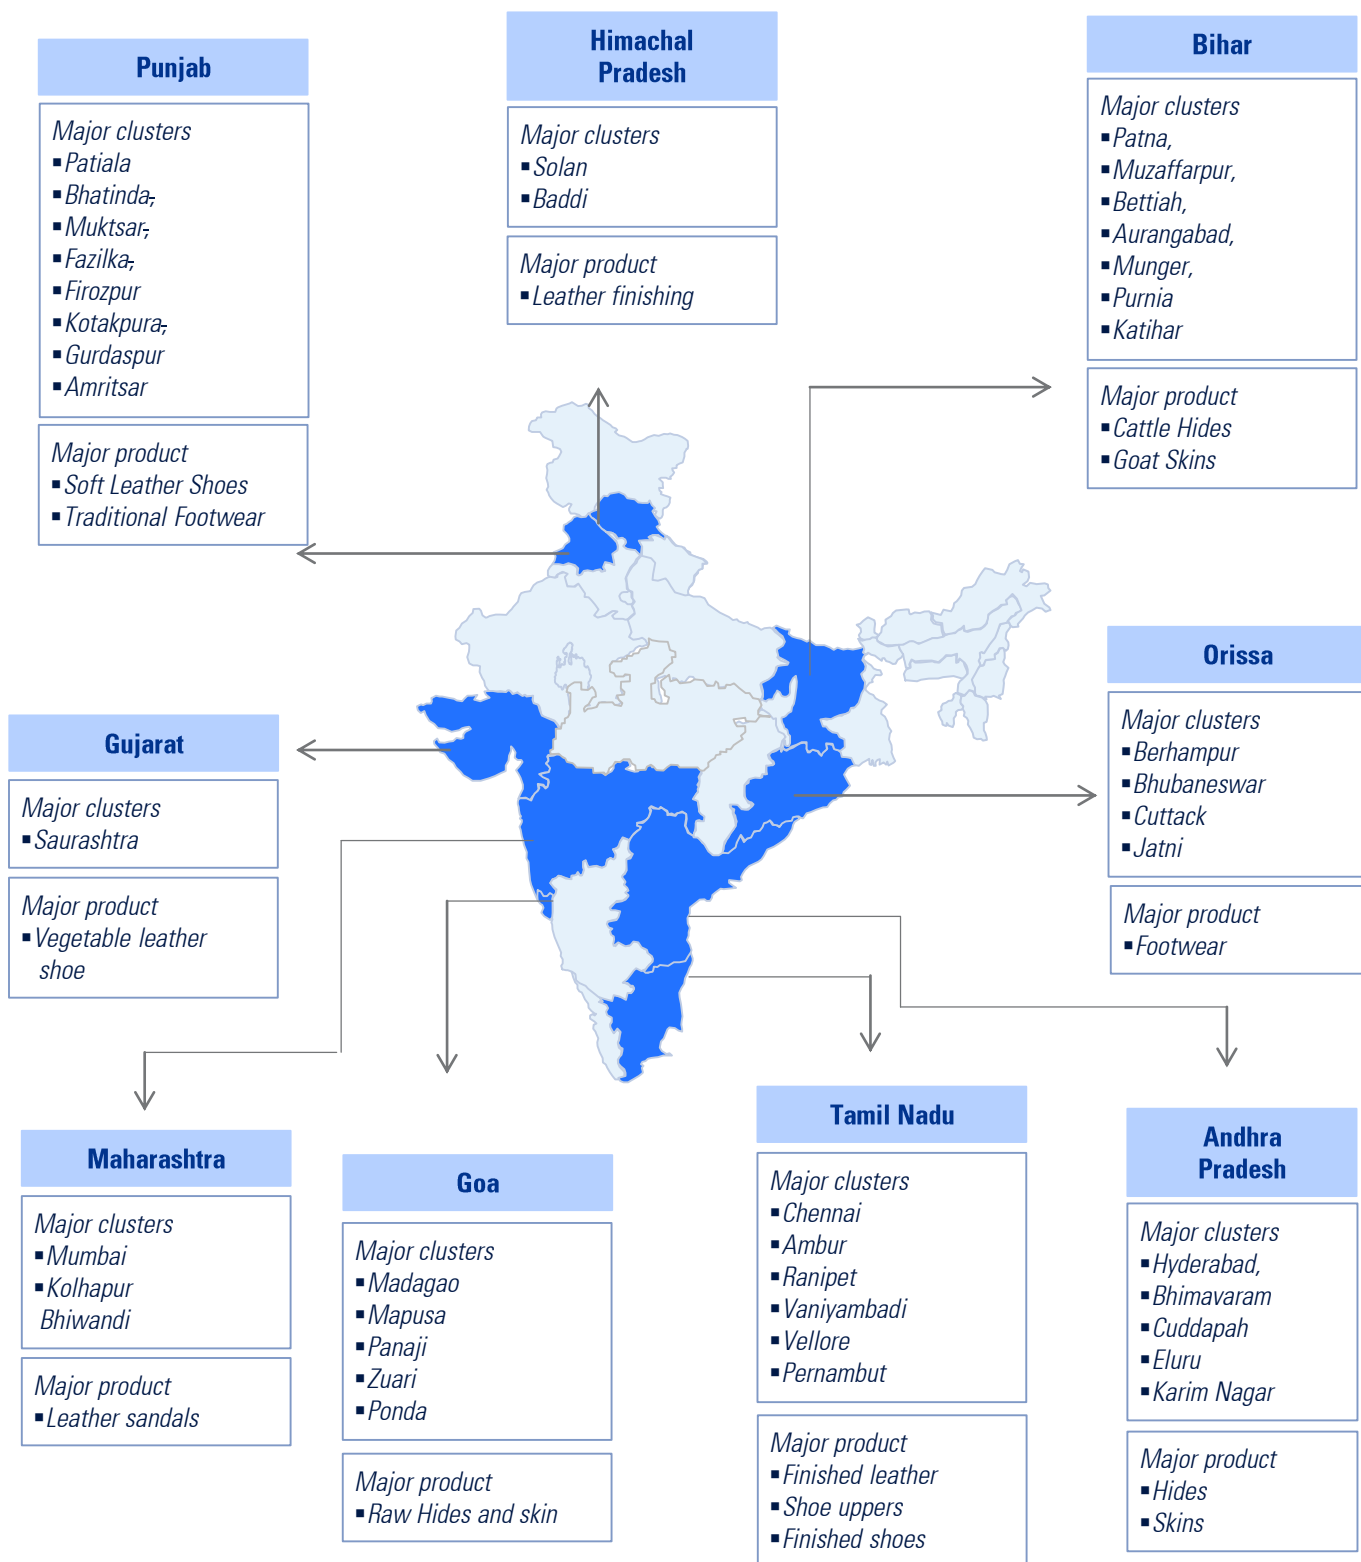 Punjab
Major clusters
▪Patiala
▪Bhatinda,
▪Muktsar,
▪Fazilka,
▪Firozpur
▪Kotakpura,
▪Gurdaspur
▪Amritsar
Major product
▪Soft Leather Shoes
▪Traditional Footwear
Himachal
Pradesh
Major clusters
▪Solan
▪Baddi
Major product
▪Leather finishing
Bihar
Major clusters
▪Patna,
▪Muzaffarpur,
▪Bettiah,
▪Aurangabad,
▪Munger,
▪Purnia
▪Katihar
Major product
▪Cattle Hides
▪Goat Skins
Orissa
Major clusters
▪Berhampur
▪Bhubaneswar
▪Cuttack
▪Jatni
Major product
▪Footwear
Gujarat
Major clusters
▪Saurashtra
Major product
▪Vegetable leather
shoe
Maharashtra
Major clusters
▪Mumbai
▪Kolhapur
Bhiwandi
Major product
▪Leather sandals
Goa
Major clusters
▪Madagao
▪Mapusa
▪Panaji
▪Zuari
▪Ponda
Major product
▪Raw Hides and skin
Tamil Nadu
Major clusters
▪Chennai
▪Ambur
▪Ranipet
▪Vaniyambadi
▪Vellore
▪Pernambut
Major product
▪Finished leather
▪Shoe uppers
▪Finished shoes
Andhra
Pradesh
Major clusters
▪Hyderabad,
▪Bhimavaram
▪Cuddapah
▪Eluru
▪Karim Nagar
Major product
▪Hides
▪Skins